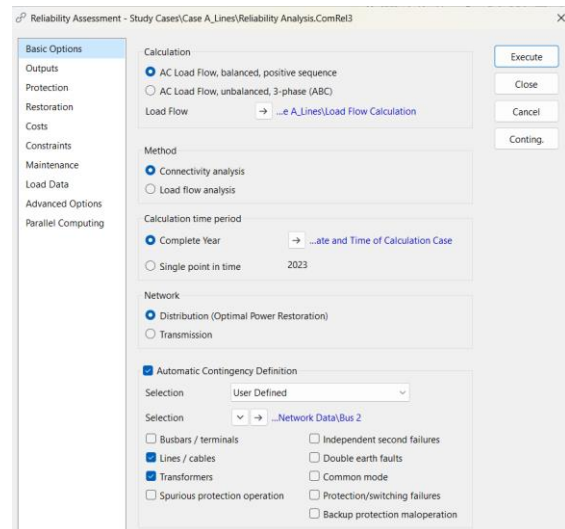 Reliability Assessment - Study Cases\Case A_Lines\Reliability Analysis.ComRel3
Basic Options
Outputs
Protection
Restoration
Costs
Constraints
Maintenance
Load Data
Advanced Options
Parallel Computing
Calculation
AC Load Flow, balanced, positive sequence
AC Load Flow, unbalanced, 3-phase (ABC)
Load Flow → ...e A_Lines\Load Flow Calculation
Method
Connectivity analysis
Load flow analysis
Calculation time period
Complete Year → ...ate and Time of Calculation Case
Single point in time 2023
Network
Distribution (Optimal Power Restoration)
Transmission
Automatic Contingency Definition
Selection User Defined
Selection → ...Network Data\Bus 2
Busbars / terminals Independent second failures
Lines / cables Double earth faults
Transformers Common mode
Spurious protection operation Protection/switching failures
Backup protection maloperation
Execute
Close
Cancel
Conting.